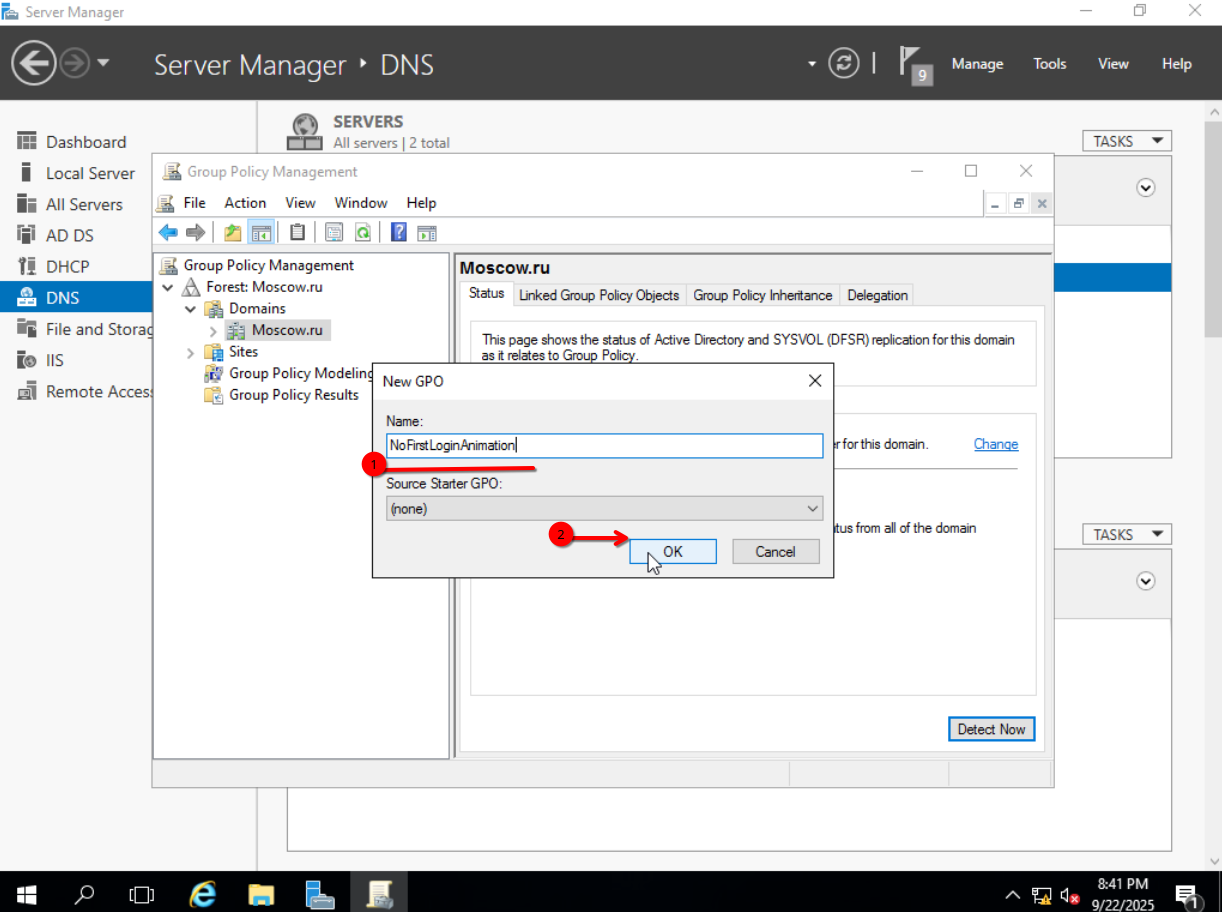 Server Manager
Server Manager DNS
9
Manage Tools View Help
Dashboard
Local Server
All Servers
AD DS
DHCP
DNS
File and Storag
IIS
Remote Access
SERVERS
All servers | 2 total
TASKS
Group Policy Management
File Action View Window Help
Group Policy Management
Forest: Moscow.ru
Domains
Moscow.ru
Sites
Group Policy Modeling
Group Policy Results
Moscow.ru
Status Linked Group Policy Objects Group Policy Inheritance Delegation
This page shows the status of Active Directory and SYSVOL (DFSR) replication for this domain
as it relates to Group Policy.
for this domain. Change
from all of the domain
Detect Now
New GPO
Name:
NoFirstLoginAnimation
1
Source Starter GPO:
(none)
2
OK Cancel
TASKS
8:41 PM
9/22/2025
1